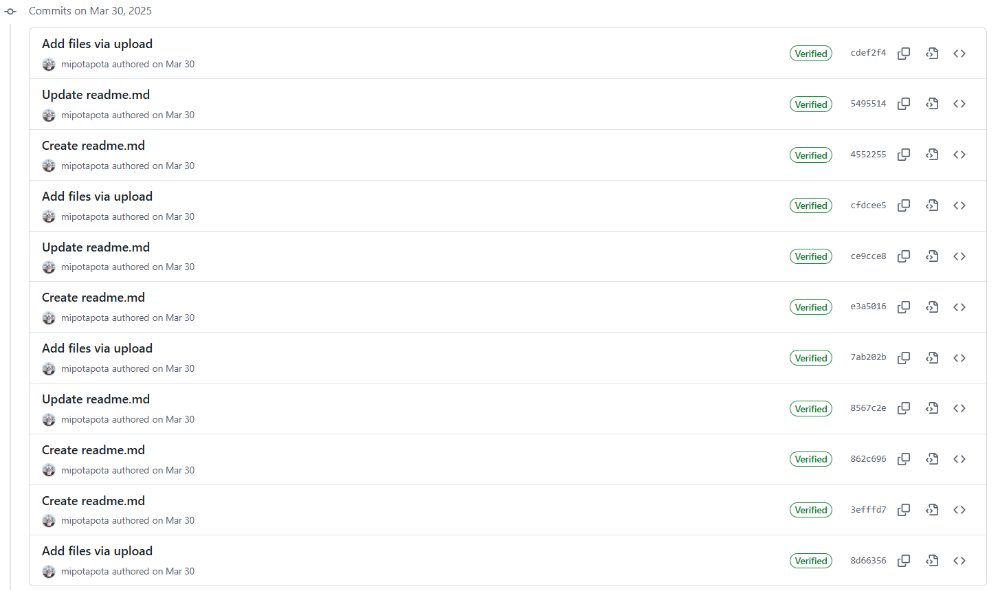 Commits on Mar 30, 2025
Add files via upload
mipotapota authored on Mar 30
Verified
cdef2f4
Update readme.md
mipotapota authored on Mar 30
Verified
5495514
Create readme.md
mipotapota authored on Mar 30
Verified
4552255
Add files via upload
mipotapota authored on Mar 30
Verified
cfdcee5
Update readme.md
mipotapota authored on Mar 30
Verified
ce9cce8
Create readme.md
mipotapota authored on Mar 30
Verified
e3a5016
Add files via upload
mipotapota authored on Mar 30
Verified
7ab202b
Update readme.md
mipotapota authored on Mar 30
Verified
8567c2e
Create readme.md
mipotapota authored on Mar 30
Verified
862c696
Create readme.md
mipotapota authored on Mar 30
Verified
3efffd7
Add files via upload
mipotapota authored on Mar 30
Verified
8d66356